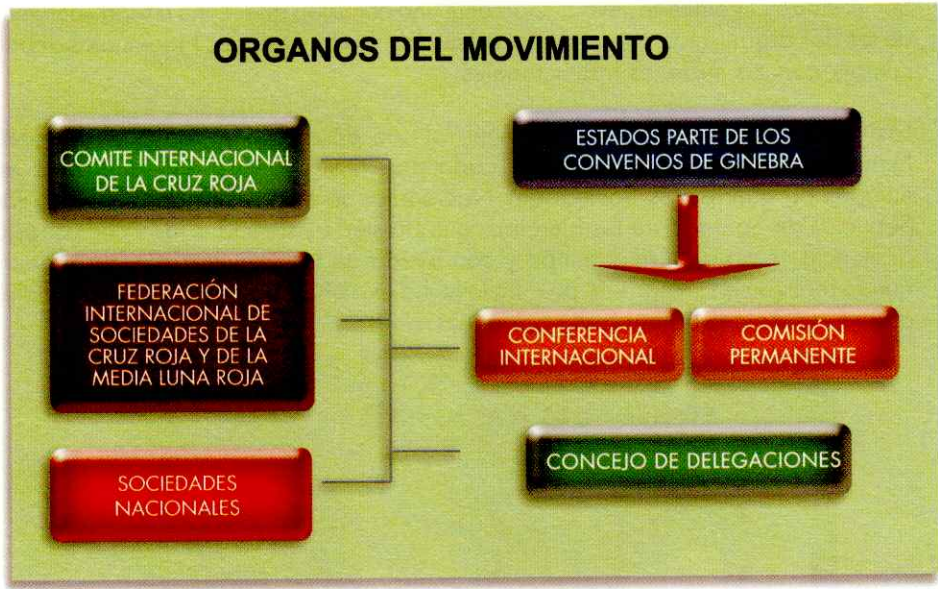 ORGANOS DEL MOVIMIENTO
COMITE INTERNACIONAL
DE LA CRUZ ROJA
FEDERACIÓN
INTERNACIONAL DE
SOCIEDADES DE LA
CRUZ ROJA Y DE LA
MEDIA LUNA ROJA
SOCIEDADES
NACIONALES
ESTADOS PARTE DE LOS
CONVENIOS DE GINEBRA
CONFERENCIA
INTERNACIONAL
COMISIÓN
PERMANENTE
CONCEJO DE DELEGACIONES